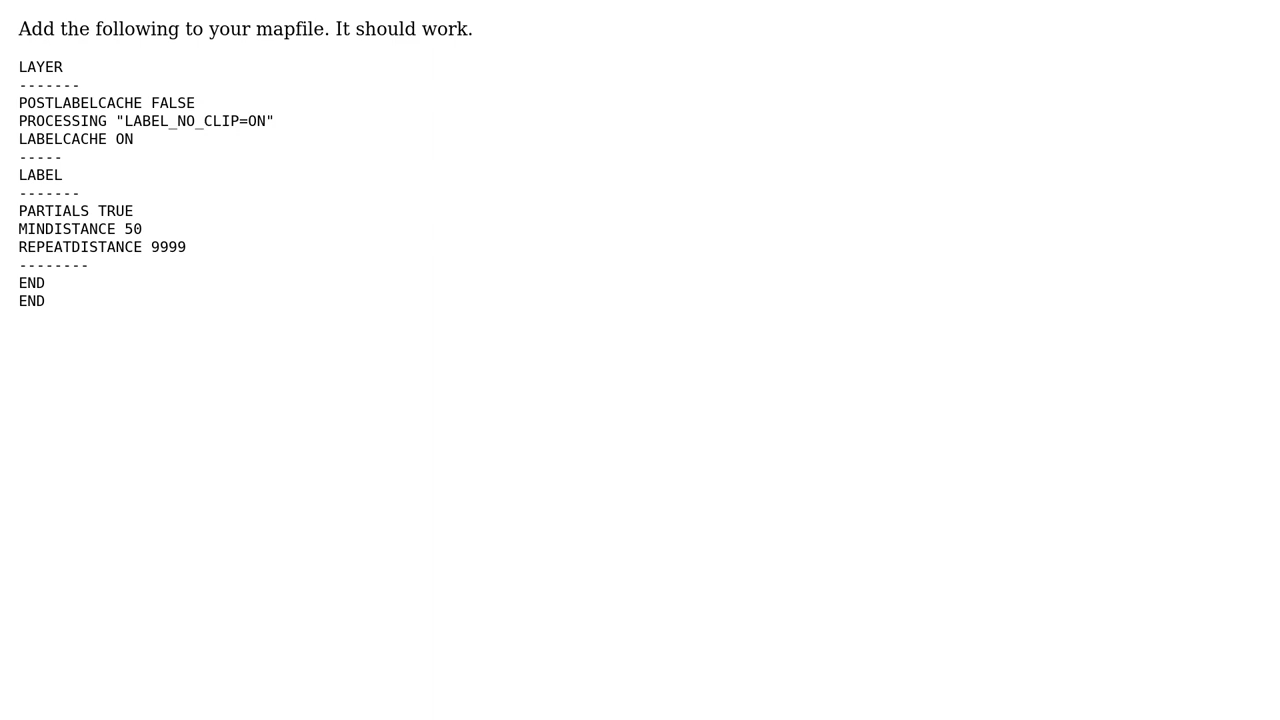 Add the following to your mapfile. It should work.
LAYER
-------
POSTLABELCACHE FALSE
PROCESSING "LABEL_NO_CLIP=ON"
LABELCACHE ON
-----
LABEL
-------
PARTIALS TRUE
MINDISTANCE 50
REPEATDISTANCE 9999
--------
END
END